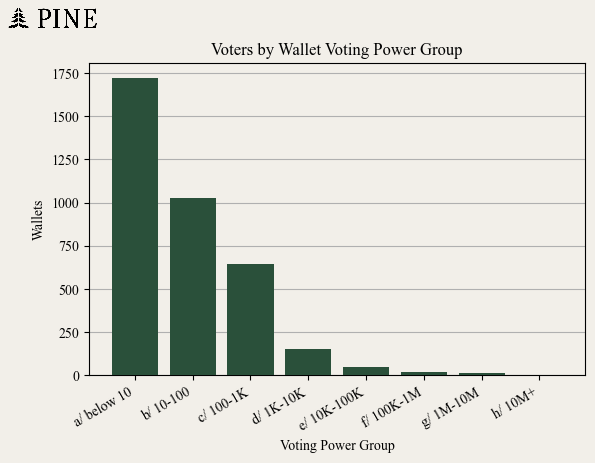 PINE
Voters by Wallet Voting Power Group
1750
1500
1250
1000
750
500
250
0
Wallets
a/ below 10
b/ 10-100
c/ 100-1K
d/ 1K-10K
e/ 10K-100K
f/ 100K-1M
g/ 1M-10M
h/ 10M+
Voting Power Group